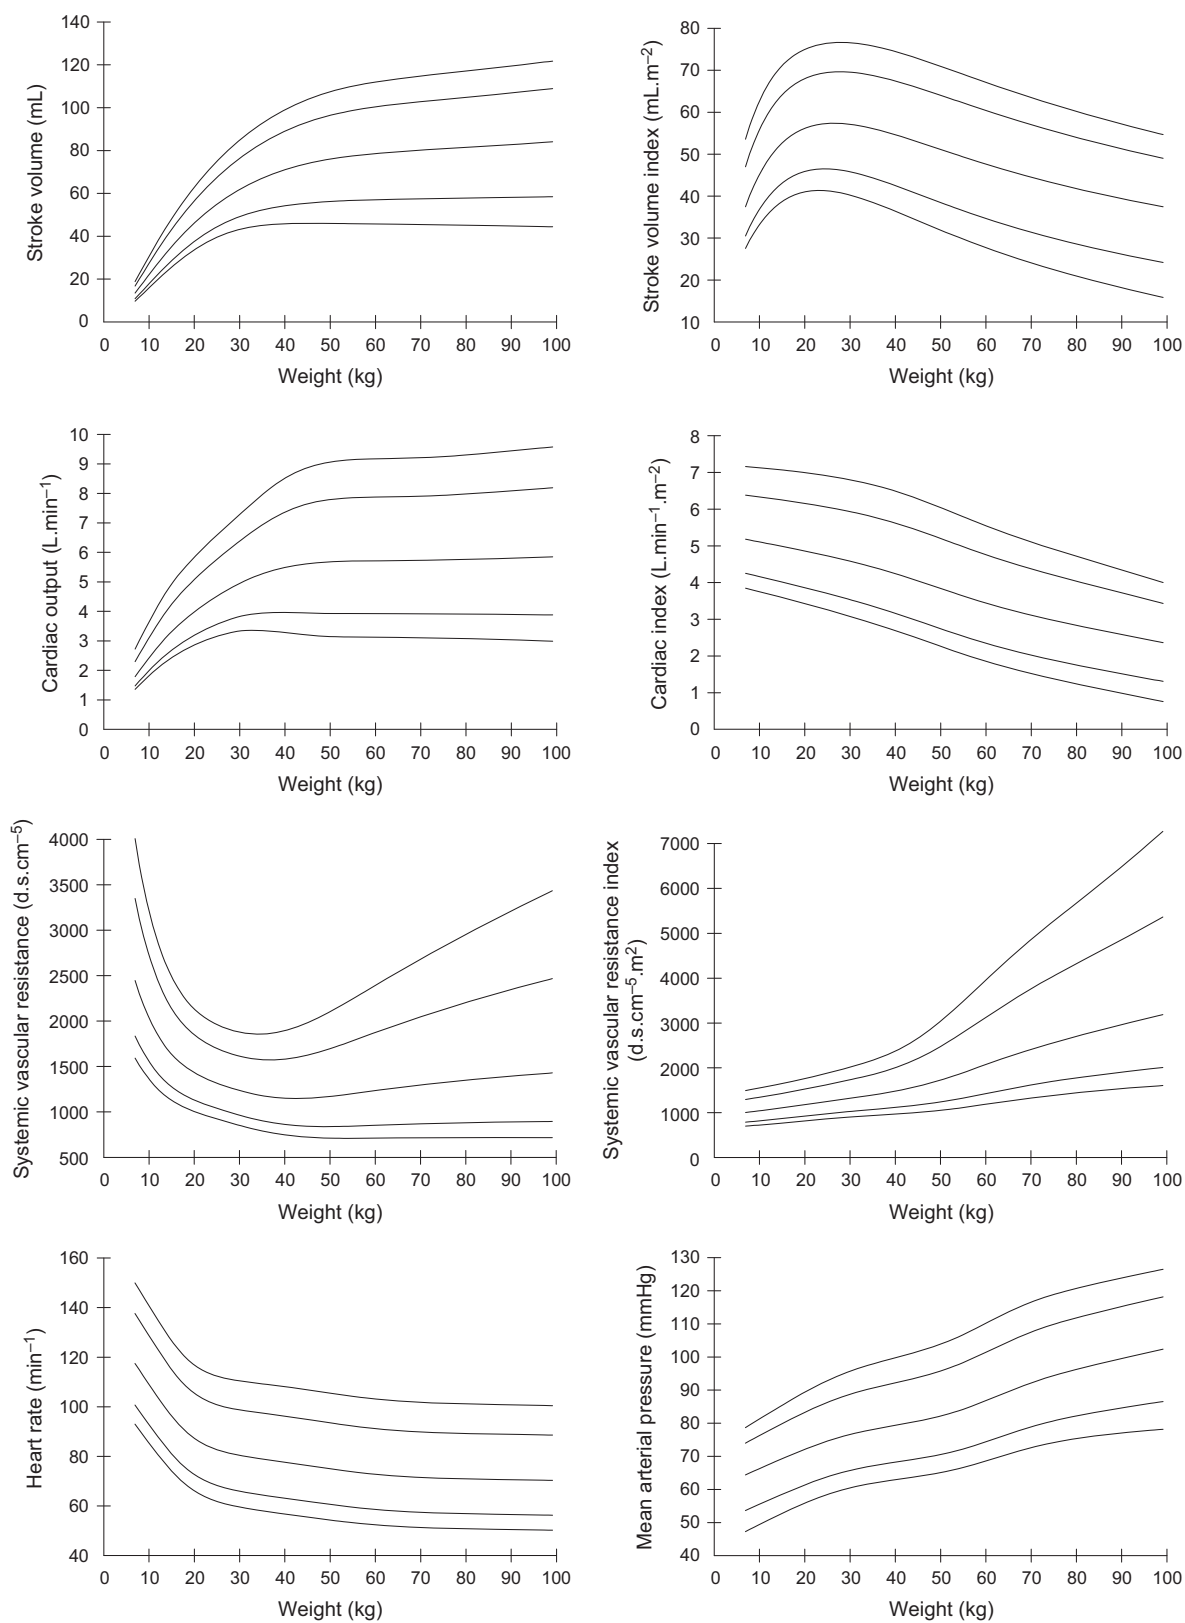 Stroke volume (mL)
140
120
100
80
60
40
20
0
0 10 20 30 40 50 60 70 80 90 100
Weight (kg)
Stroke volume index (mL.m–2)
80
70
60
50
40
30
20
10
0 10 20 30 40 50 60 70 80 90 100
Weight (kg)
Cardiac output (L.min–1)
10
9
8
7
6
5
4
3
2
1
0
0 10 20 30 40 50 60 70 80 90 100
Weight (kg)
Cardiac index (L.min–1.m–2)
8
7
6
5
4
3
2
1
0
0 10 20 30 40 50 60 70 80 90 100
Weight (kg)
Systemic vascular resistance (d.s.cm–5)
4000
3500
3000
2500
2000
1500
1000
500
0 10 20 30 40 50 60 70 80 90 100
Weight (kg)
Systemic vascular resistance index
(d.s.cm–5.m2)
7000
6000
5000
4000
3000
2000
1000
0
0 10 20 30 40 50 60 70 80 90 100
Weight (kg)
Heart rate (min–1)
160
140
120
100
80
60
40
0 10 20 30 40 50 60 70 80 90 100
Weight (kg)
Mean arterial pressure (mmHg)
130
120
110
100
90
80
70
60
50
40
0 10 20 30 40 50 60 70 80 90 100
Weight (kg)